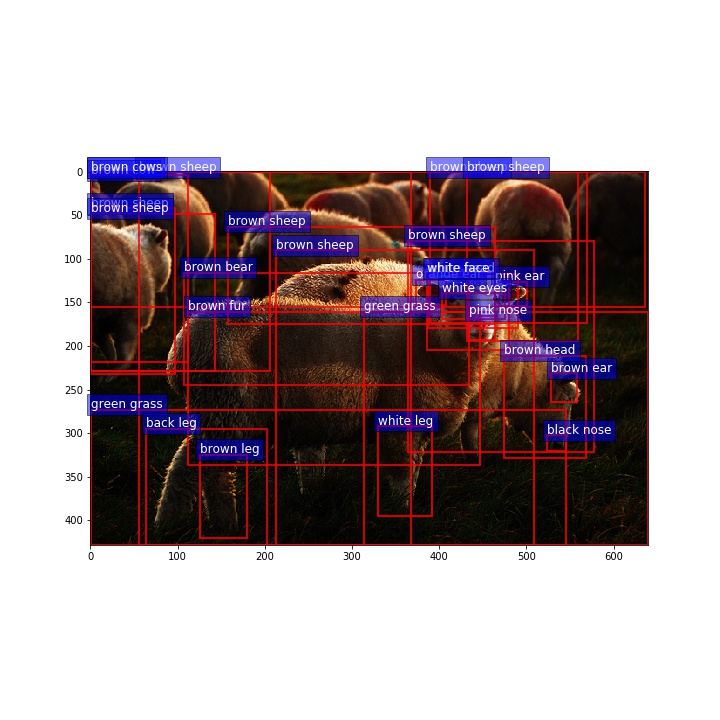 brown cows
brown sheep
brown sheep
brown sheep
brown sheep
brown sheep
brown sheep
brown sheep
brown sheep
brown bear
white face
pink ear
white eyes
brown fur
green grass
pink nose
brown head
brown ear
green grass
back leg
white leg
black nose
brown leg
0
50
100
150
200
250
300
350
400
0
100
200
300
400
500
600